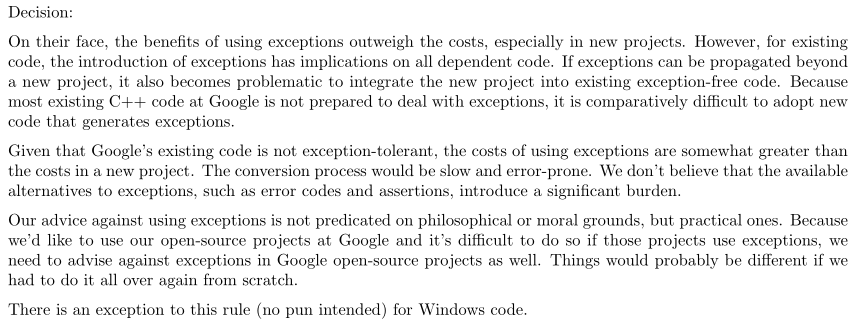 Decision:
On their face, the benefits of using exceptions outweigh the costs, especially in new projects. However, for existing
code, the introduction of exceptions has implications on all dependent code. If exceptions can be propagated beyond
a new project, it also becomes problematic to integrate the new project into existing exception-free code. Because
most existing C++ code at Google is not prepared to deal with exceptions, it is comparatively difficult to adopt new
code that generates exceptions.
Given that Google's existing code is not exception-tolerant, the costs of using exceptions are somewhat greater than
the costs in a new project. The conversion process would be slow and error-prone. We don't believe that the available
alternatives to exceptions, such as error codes and assertions, introduce a significant burden.
Our advice against using exceptions is not predicated on philosophical or moral grounds, but practical ones. Because
we'd like to use our open-source projects at Google and it's difficult to do so if those projects use exceptions, we
need to advise against exceptions in Google open-source projects as well. Things would probably be different if we
had to do it all over again from scratch.
There is an exception to this rule (no pun intended) for Windows code.